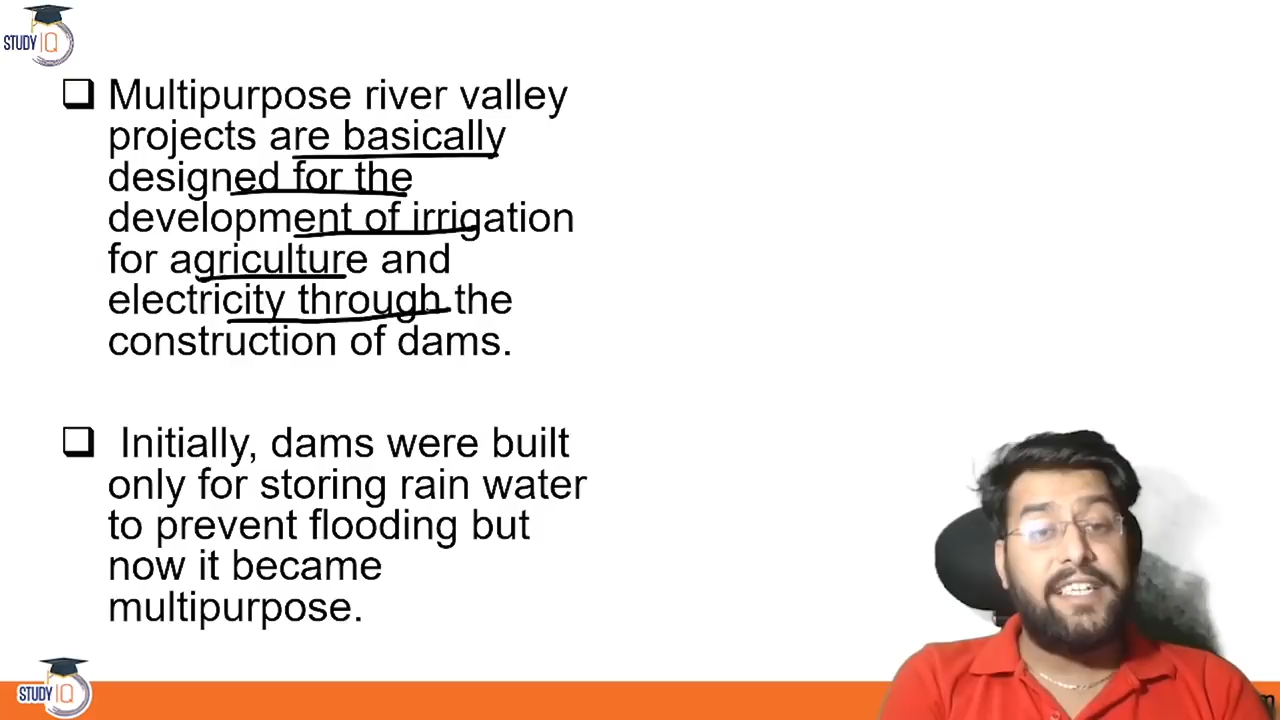 STUDY IQ
Multipurpose river valley
projects are basically
designed for the
development of irrigation
for agriculture and
electricity through the
construction of dams.
Initially, dams were built
only for storing rain water
to prevent flooding but
now it became
multipurpose.
STUDY IQ